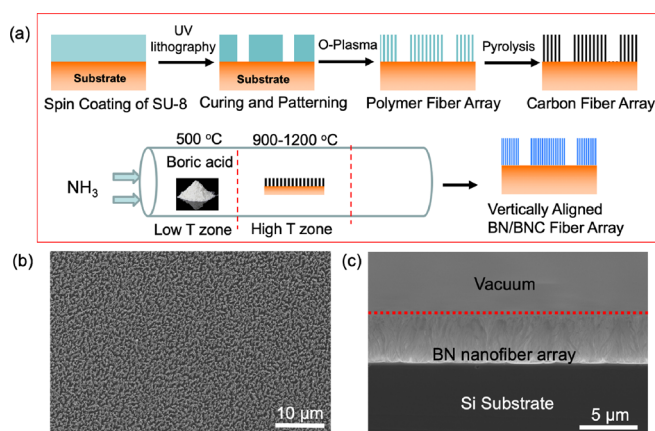 (a)
UV
lithography
O-Plasma
Pyrolysis
Substrate
Substrate
Spin Coating of SU-8
Curing and Patterning
Polymer Fiber Array
Carbon Fiber Array
500 °C
900-1200 °C
Boric acid
NH3
Low T zone
High T zone
Vertically Aligned
BN/BNC Fiber Array
(b)
10 μm
(c)
Vacuum
BN nanofiber array
Si Substrate
5 μm